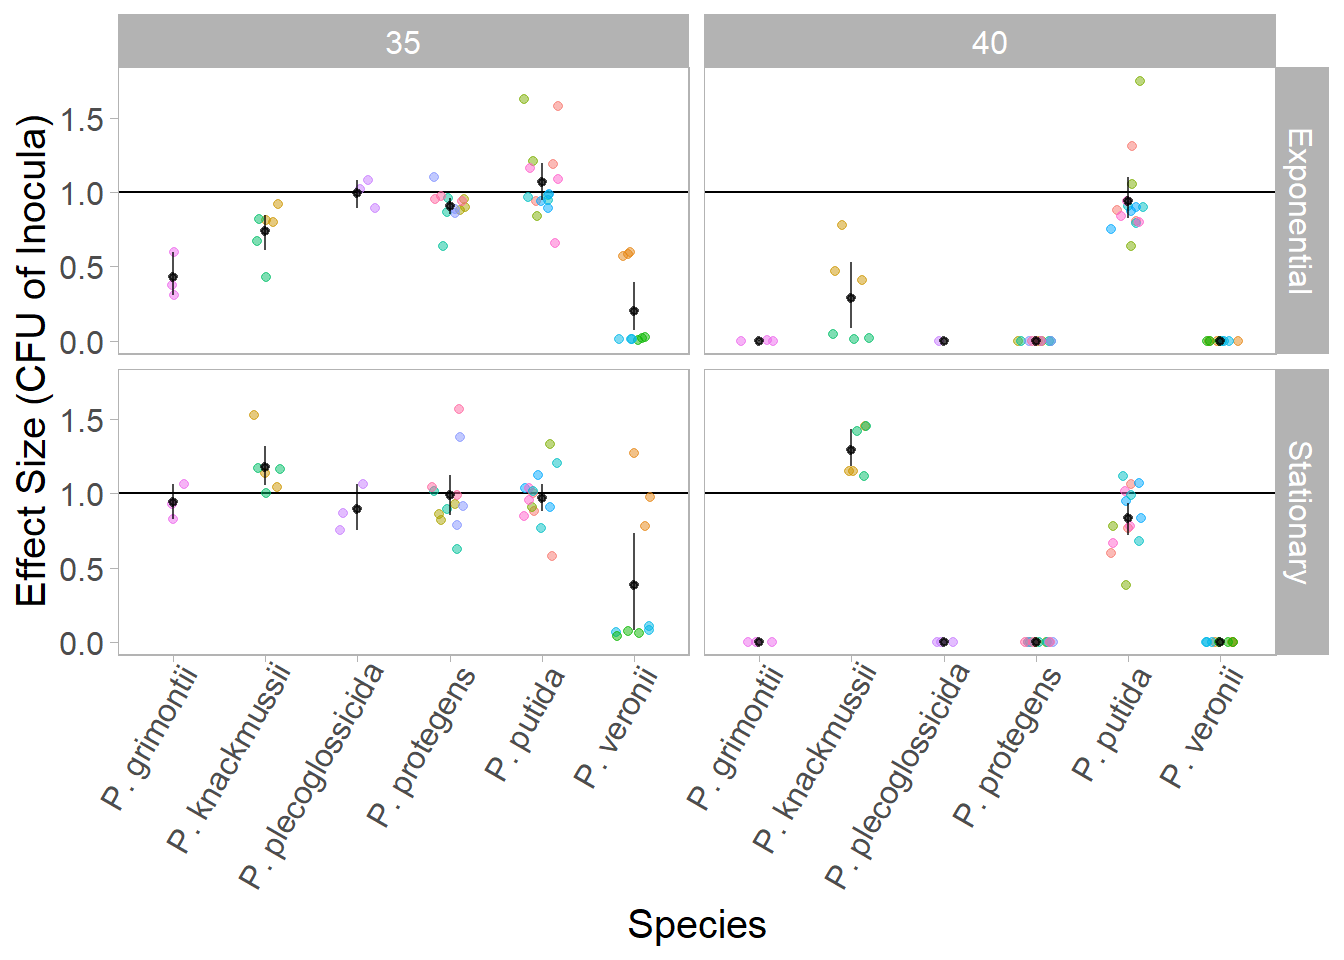 35
40
Effect Size (CFU of Inocula)
1.5
1.0
0.5
0.0
Exponential
1.5
1.0
0.5
0.0
Stationary
P. grimontii
P. knackmussii
P. plecoglossicida
P. protegens
P. putida
P. veronii
P. grimontii
P. knackmussii
P. plecoglossicida
P. protegens
P. putida
P. veronii
Species